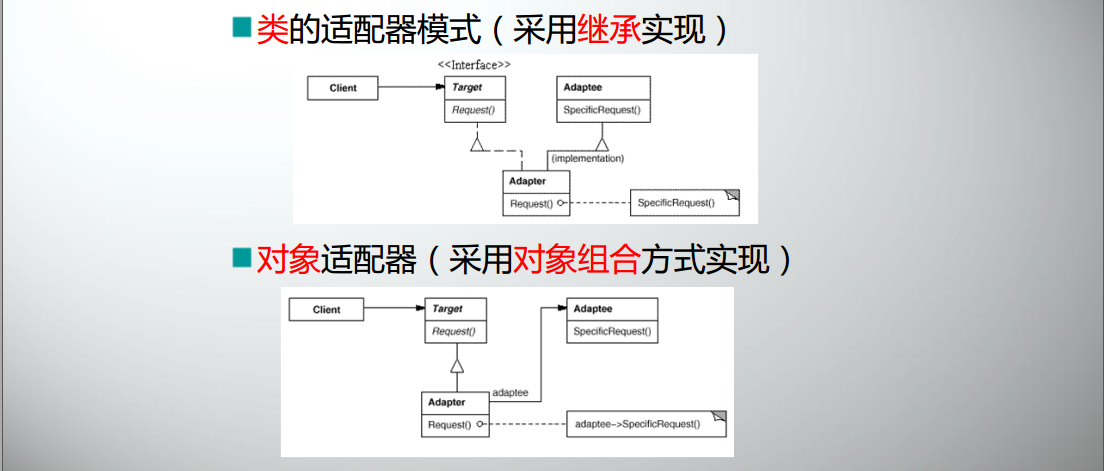 类的适配器模式（采用继承实现）
<<Interface>>
Client
Target
Adaptee
Request()
SpecificRequest()
(implementation)
Adapter
Request()
SpecificRequest()
对象适配器（采用对象组合方式实现）
Client
Target
Adaptee
Request()
SpecificRequest()
adaptee
Adapter
Request()
adaptee->SpecificRequest()